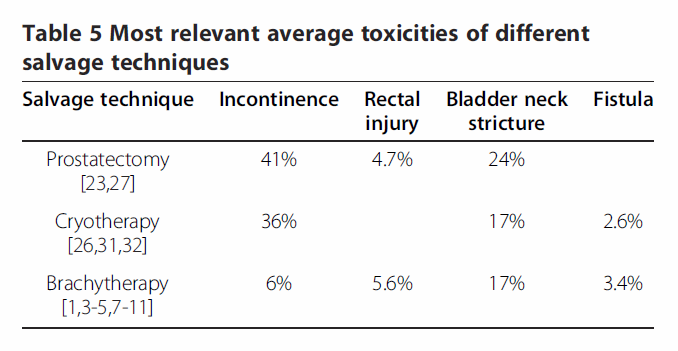 Table 5 Most relevant average toxicities of different
salvage techniques
Salvage technique Incontinence Rectal injury Bladder neck stricture Fistula
Prostatectomy [23,27] 41% 4.7% 24%
Cryotherapy [26,31,32] 36% 17% 2.6%
Brachytherapy [1,3-5,7-11] 6% 5.6% 17% 3.4%